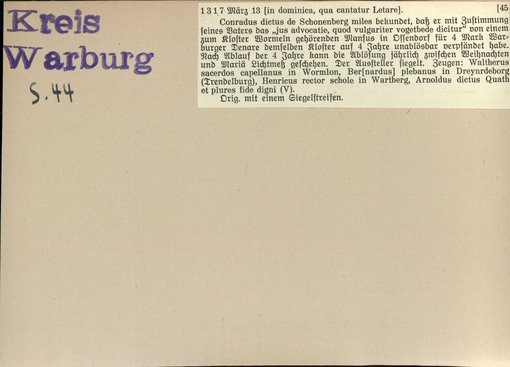 Kreis
Warburg
S. 44
1317 März 13 [in dominica, qua cantatur Letare]. [45
Conradus dictus de Schonenberg miles bekundet, daß er mit Zustimmung
seines Vaters das „jus advocatie, quod vulgariter vogetbede dicitur“ von einem
zum Kloster Wormeln gehörenden Mansus in Ossendorf für 4 Mark War-
burger Denare demselben Kloster auf 4 Jahre unablösbar verpfändet habe.
Nach Ablauf der 4 Jahre kann die Ablösung jährlich zwischen Weihnachten
und Mariä Lichtmeß geschehen. Der Aussteller siegelt. Zeugen: Waltherus
sacerdos capellanus in Wormlon, Ber[nardus] plebanus in Dreynrdeborg
(Trendelburg), Henricus rector schole in Wartberg, Arnoldus dictus Quath
et plures fide digni (V).
Orig. mit einem Siegelstreifen.